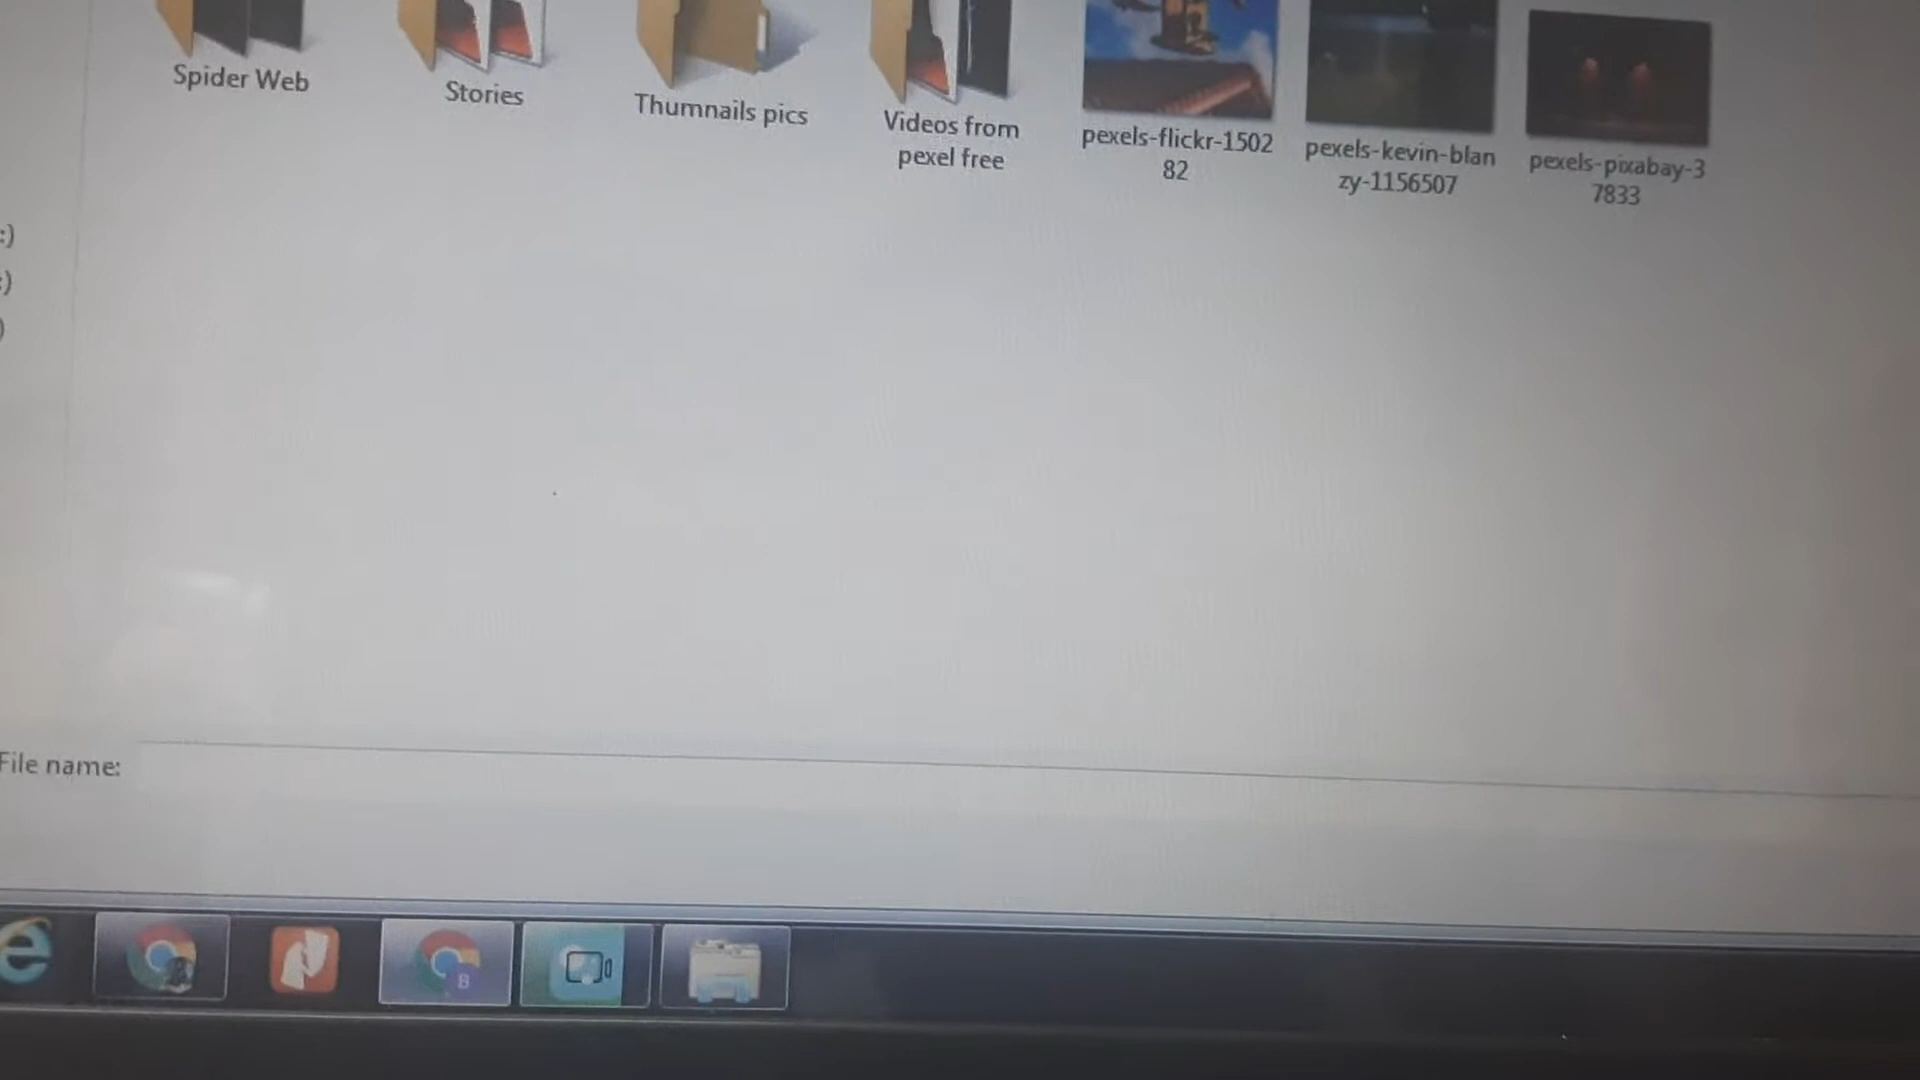 Spider Web
Stories
Thumnails pics
Videos from
pexel free
pexels-flickr-1502
82
pexels-kevin-blan
zy-1156507
pexels-pixabay-3
7833
:)
:)
)
File name:
B